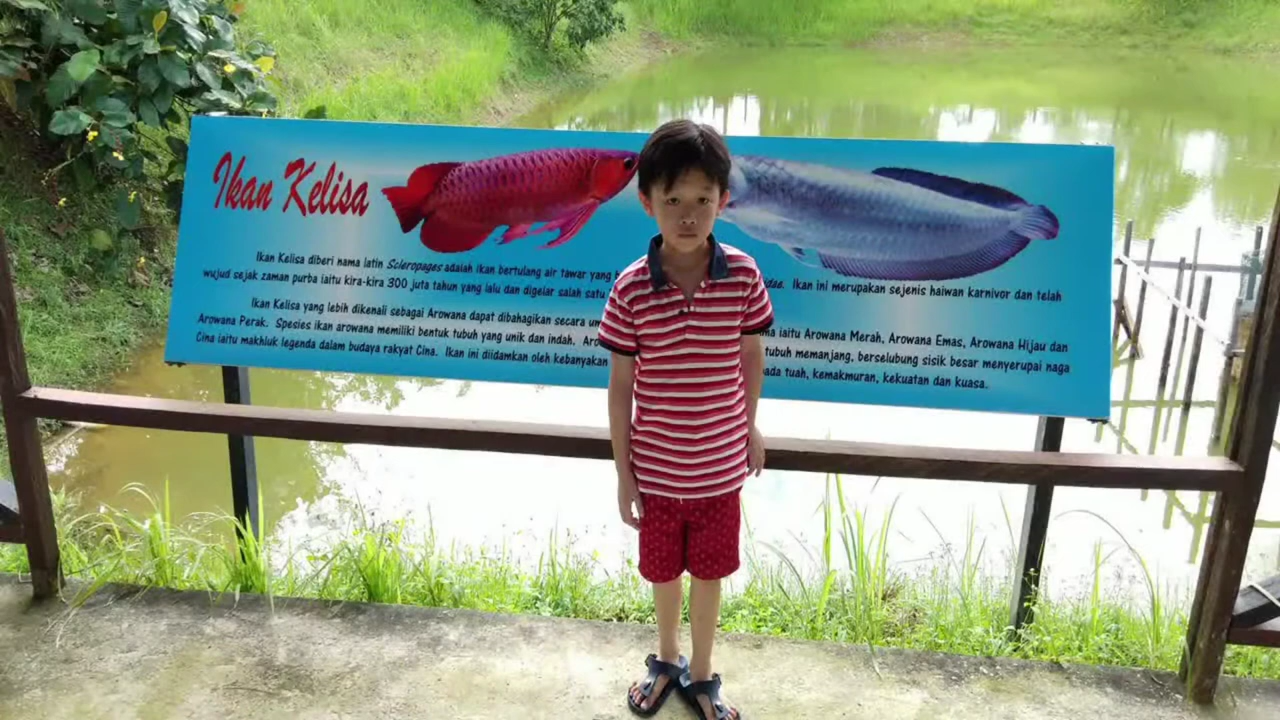 Ikan Kelisa
Ikan Kelisa diberi nama latin Scleropages adalah ikan bertulang air tawar yang dae. Ikan ini merupakan sejenis haiwan karnivor dan telah
wujud sejak zaman purba iaitu kira-kira 300 juta tahun yang lalu dan digelar salah satu
Ikan Kelisa yang lebih dikenali sebagai Arowana dapat dibahagikan secara iaitu Arowana Merah, Arowana Emas, Arowana Hijau dan
Arowana Perak. Spesies ikan arowana memiliki bentuk tubuh yang unik dan indah. tubuh memanjang, berselubung sisik besar menyerupai naga
Cina iaitu makhluk legenda dalam budaya rakyat Cina. Ikan ini diidamkan oleh kebanyakan tuah, kemakmuran, kekuatan dan kuasa.